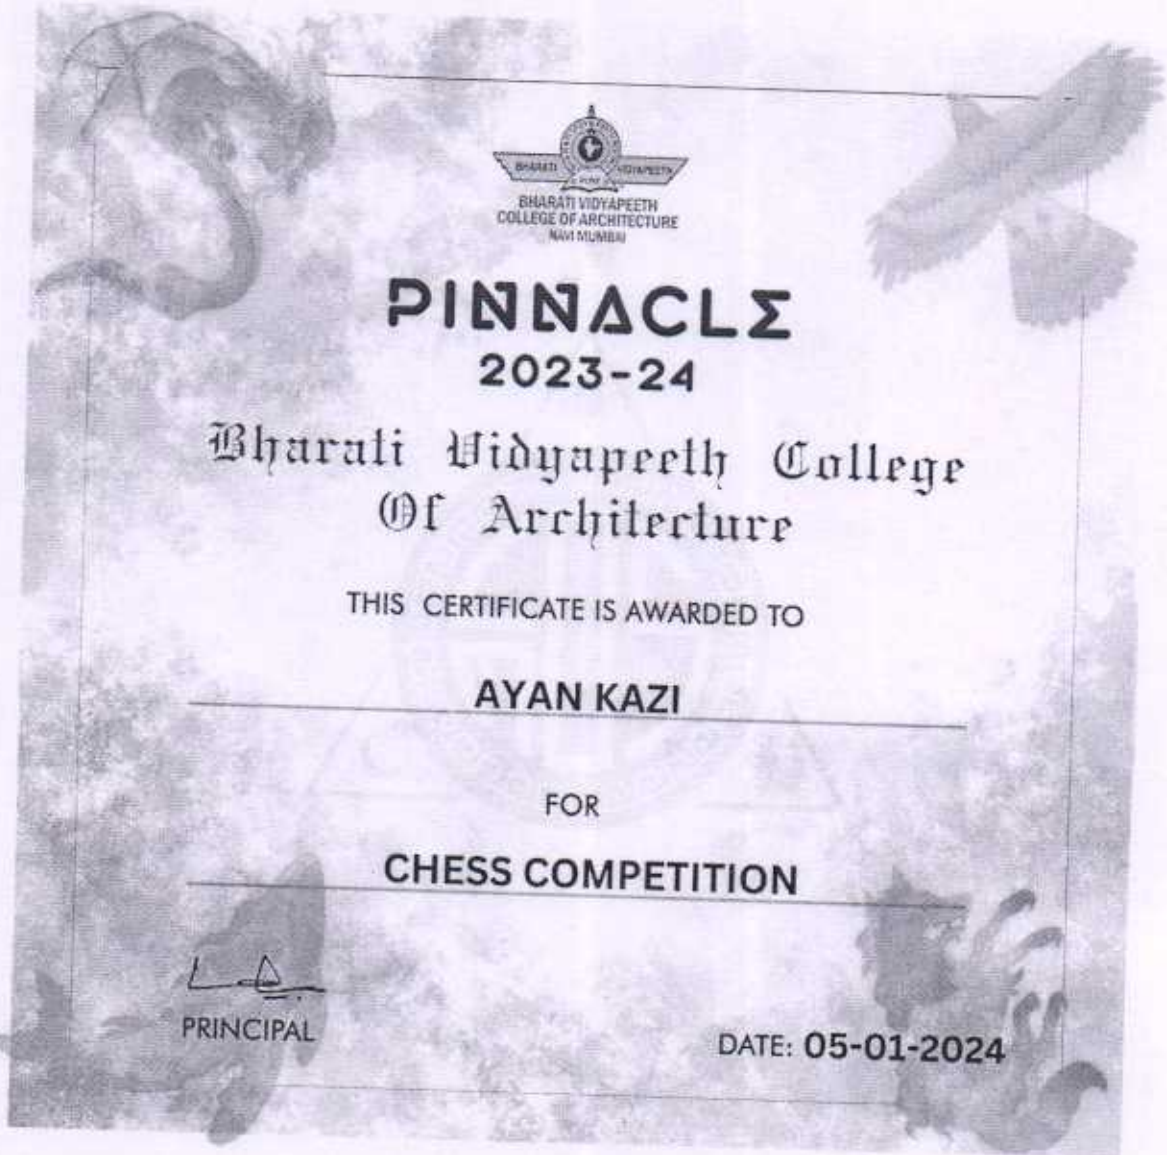 BHARATI VIDYAPEETH
PUNE
BHARATI VIDYAPEETH
COLLEGE OF ARCHITECTURE
NAVI MUMBAI
PINNACLE
2023-24
Bharati Vidyapeeth College
Of Architecture
THIS CERTIFICATE IS AWARDED TO
AYAN KAZI
FOR
CHESS COMPETITION
PRINCIPAL
DATE: 05-01-2024